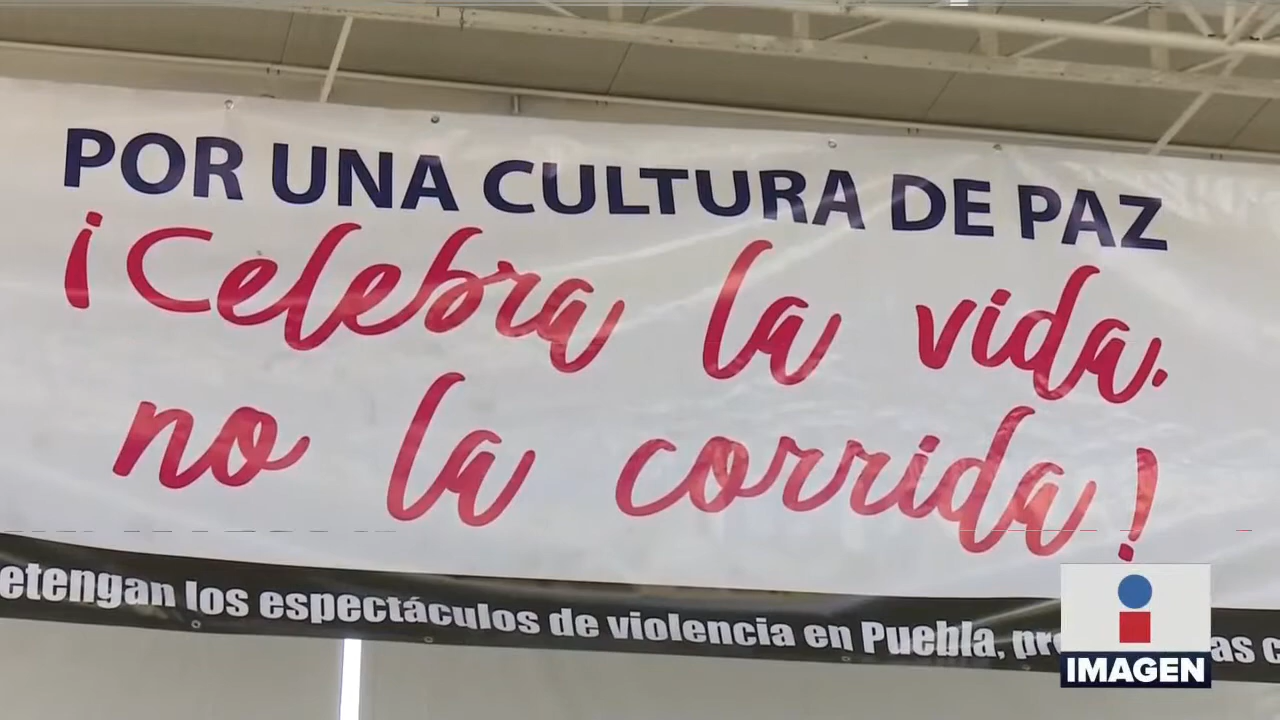 POR UNA CULTURA DE PAZ
¡Celebra la vida,
no la corrida!
etengan los espectáculos de violencia en Puebla,
IMAGEN